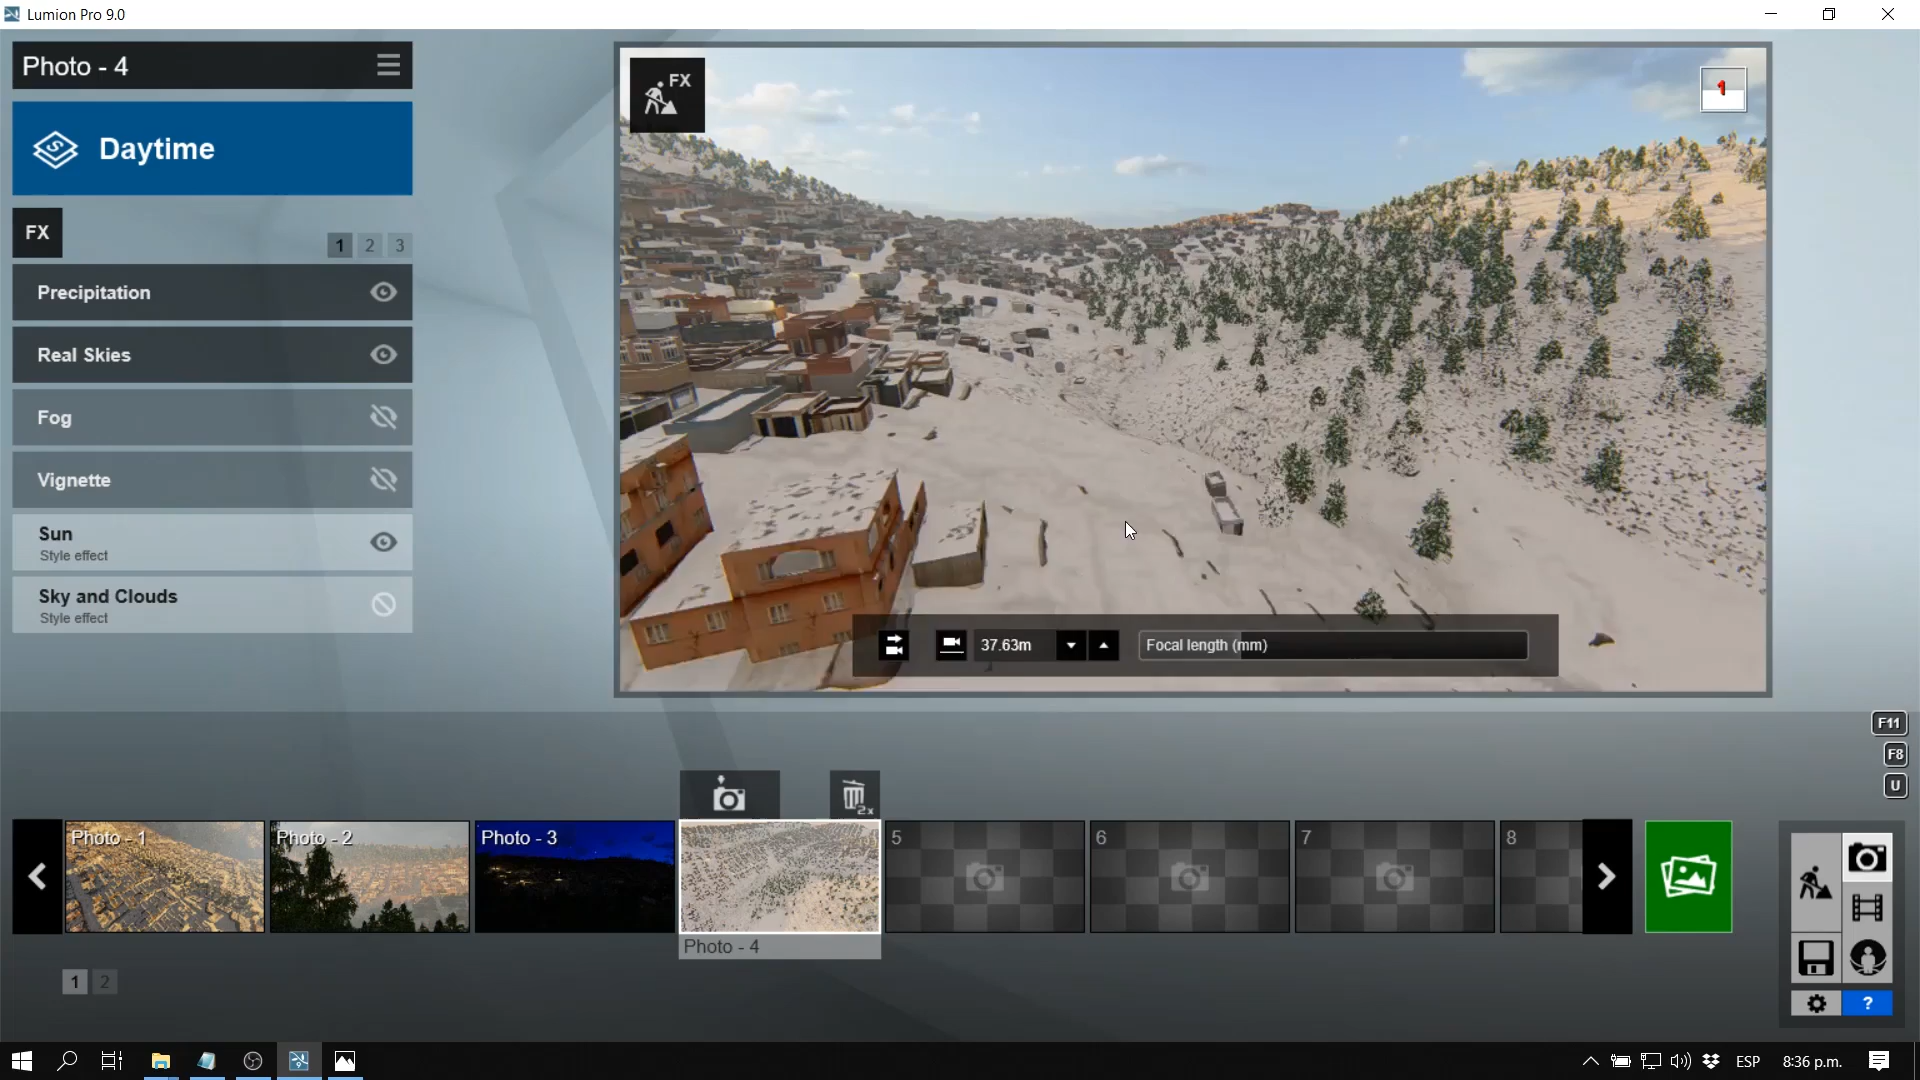 Lumion Pro 9.0
Photo - 4
Daytime
FX
1 2 3
Precipitation
Real Skies
Fog
Vignette
Sun
Style effect
Sky and Clouds
Style effect
FX
1
37.63m
Focal length (mm)
F11
F8
U
2x
Photo - 1
Photo - 2
Photo - 3
5
6
7
8
Photo - 4
1 2
?
9
ESP
8:36 p.m.